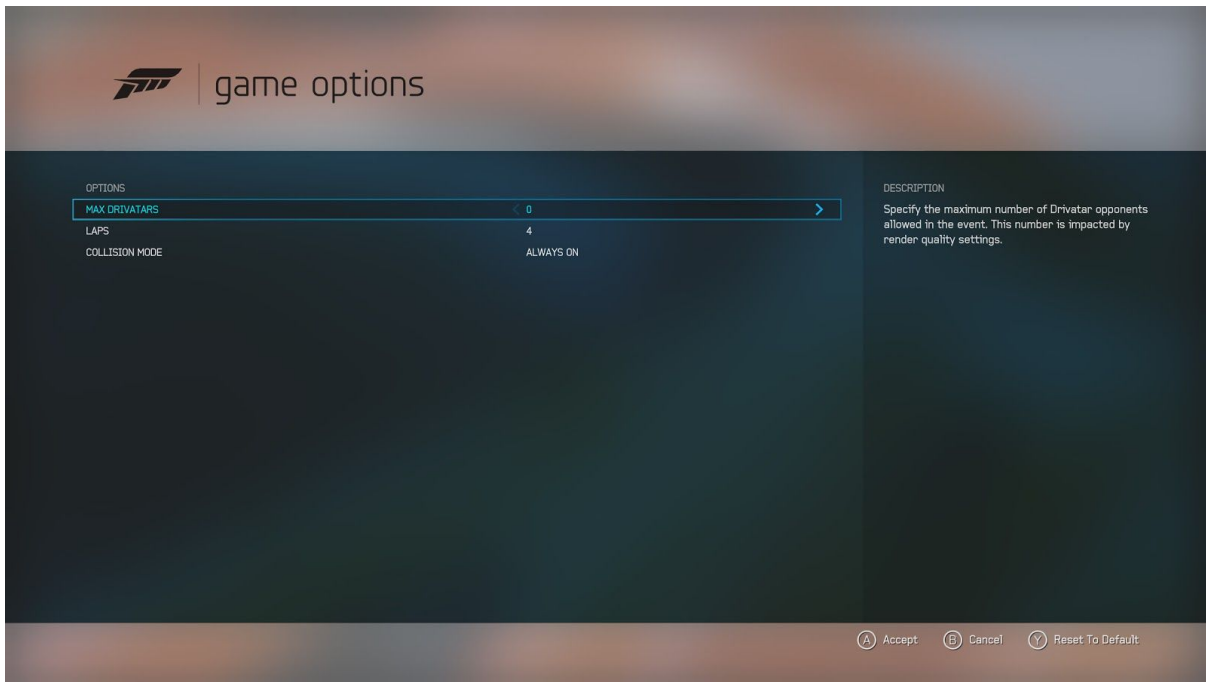 game options
OPTIONS
MAX DRIVATARS 0
LAPS 4
COLLISION MODE ALWAYS ON
DESCRIPTION
Specify the maximum number of Drivatar opponents
allowed in the event. This number is impacted by
render quality settings.
A Accept B Cancel Y Reset To Default